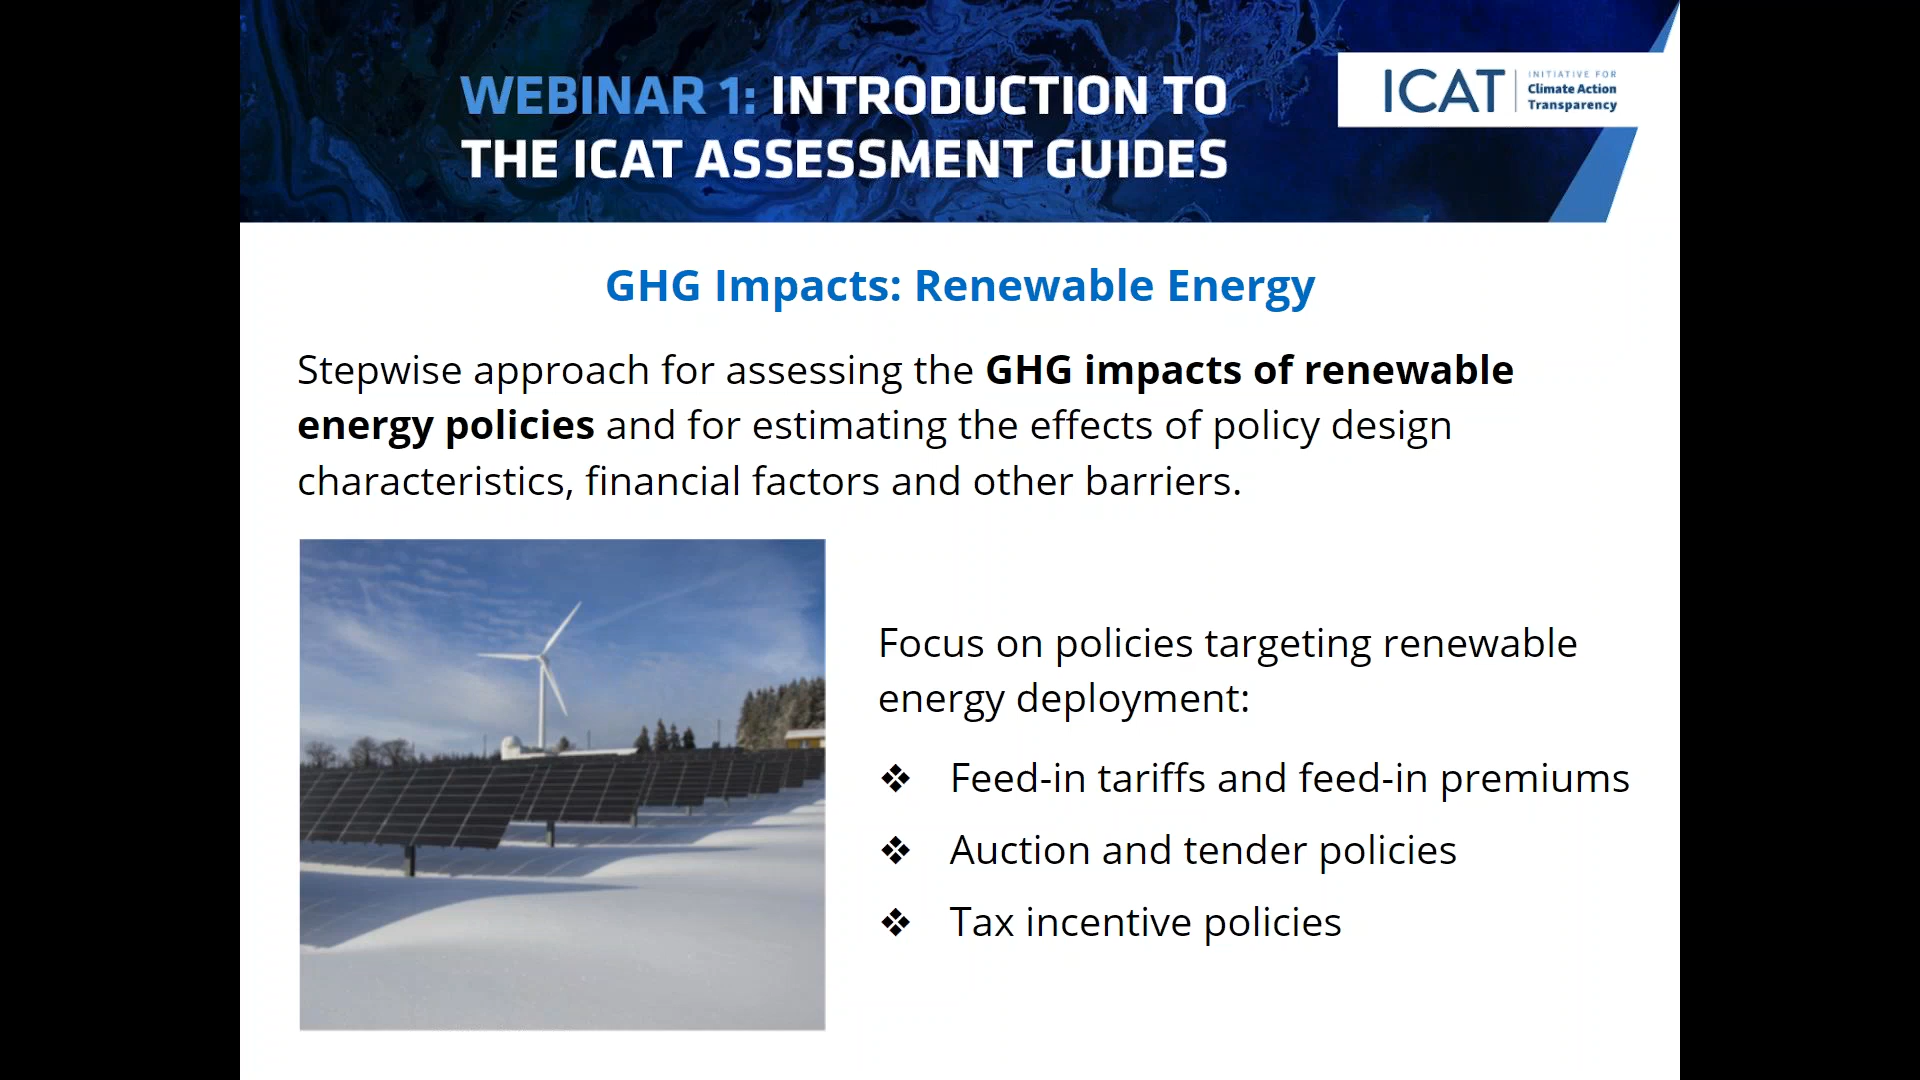 WEBINAR 1: INTRODUCTION TO
THE ICAT ASSESSMENT GUIDES
ICAT
INITIATIVE FOR
Climate Action
Transparency
GHG Impacts: Renewable Energy
Stepwise approach for assessing the GHG impacts of renewable
energy policies and for estimating the effects of policy design
characteristics, financial factors and other barriers.
Focus on policies targeting renewable
energy deployment:
❖ Feed-in tariffs and feed-in premiums
❖ Auction and tender policies
❖ Tax incentive policies